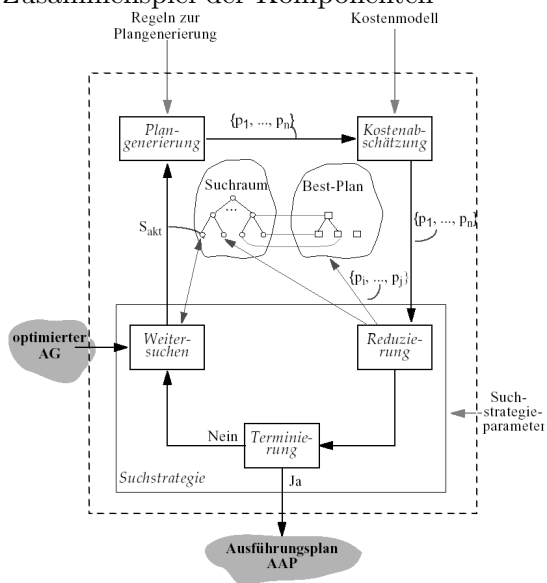 Zusammenspiel der Komponenten
Regeln zur
Plangenerierung
Kostenmodell
Plan-
generierung
{p1, ..., pn}
Kostenab-
schätzung
Suchraum
...
Best-Plan
Sakt
{p1, ..., pn}
{pi, ..., pj}
optimierter
AG
Weiter-
suchen
Reduzie-
rung
Such-
strategie-
parameter
Nein
Terminie-
rung
Suchstrategie
Ja
Ausführungsplan
AAP